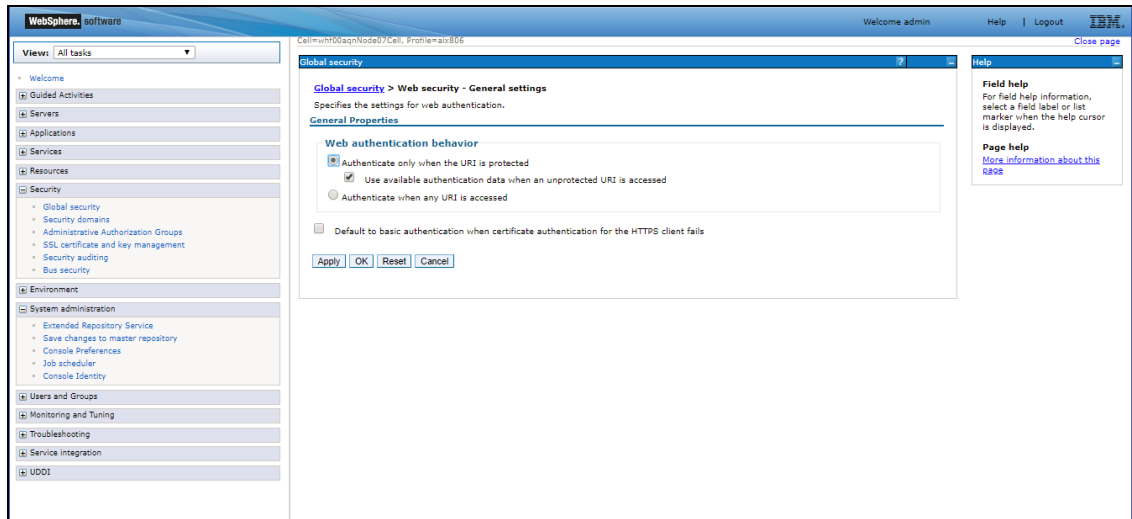 WebSphere. software
Welcome admin
Help | Logout
IBM.
View: All tasks
Welcome
Guided Activities
Servers
Applications
Services
Resources
Security
Global security
Security domains
Administrative Authorization Groups
SSL certificate and key management
Security auditing
Bus security
Environment
System administration
Extended Repository Service
Save changes to master repository
Console Preferences
Job scheduler
Console Identity
Users and Groups
Monitoring and Tuning
Troubleshooting
Service integration
UDDI
Cell=whf00aqnNode07Cell, Profile=aix806
Close page
Global security
?
Global security > Web security - General settings
Specifies the settings for web authentication.
General Properties
Web authentication behavior
Authenticate only when the URI is protected
Use available authentication data when an unprotected URI is accessed
Authenticate when any URI is accessed
Default to basic authentication when certificate authentication for the HTTPS client fails
Apply OK Reset Cancel
Help
Field help
For field help information,
select a field label or list
marker when the help cursor
is displayed.
Page help
More information about this
page